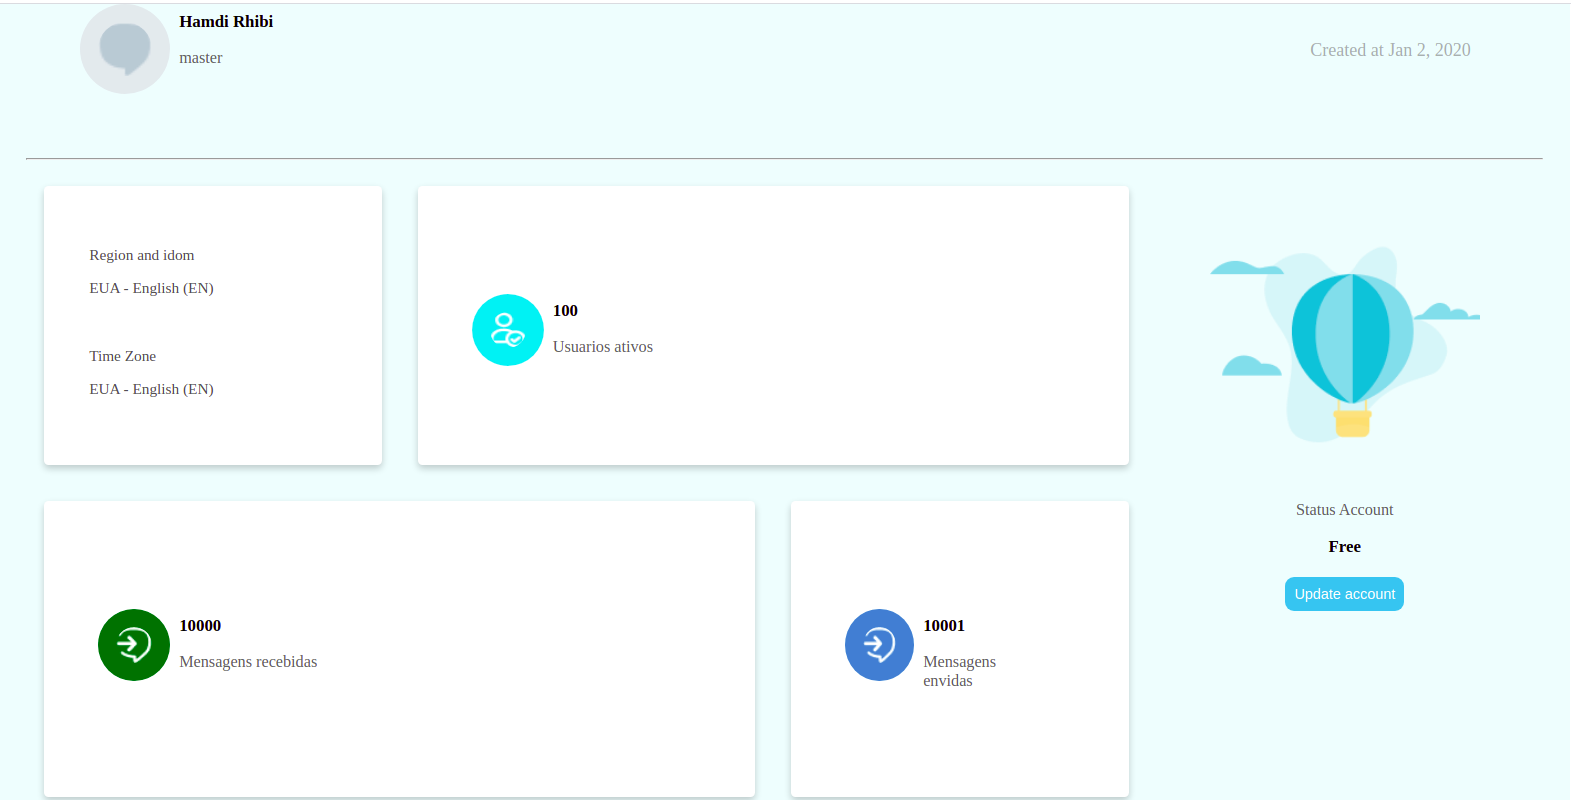 Hamdi Rhibi
master
Created at Jan 2, 2020
Region and idom
EUA - English (EN)
Time Zone
EUA - English (EN)
100
Usuarios ativos
10000
Mensagens recebidas
10001
Mensagens
envidas
Status Account
Free
Update account